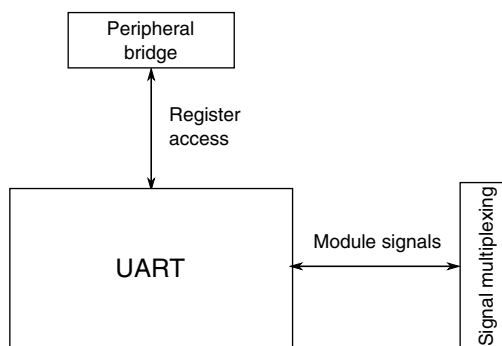 Peripheral
bridge
Register
access
Module signals
UART
Signal multiplexing